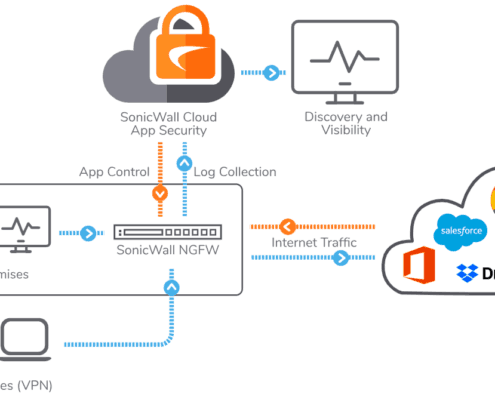 SonicWall Cloud
App Security
Discovery and
Visibility
App Control
Log Collection
SonicWall NGFW
mises
Internet Traffic
salesforce
Dr
es (VPN)